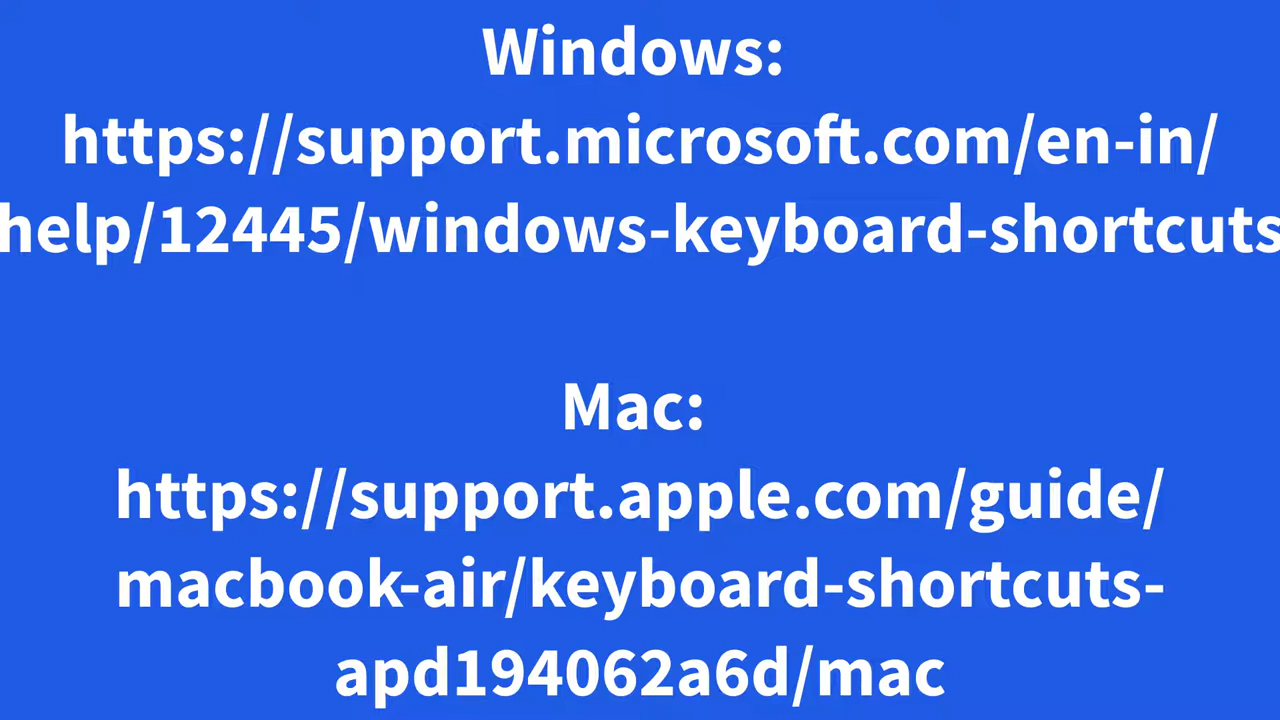 Windows:
https://support.microsoft.com/en-in/
help/12445/windows-keyboard-shortcuts
Mac:
https://support.apple.com/guide/
macbook-air/keyboard-shortcuts-
apd194062a6d/mac